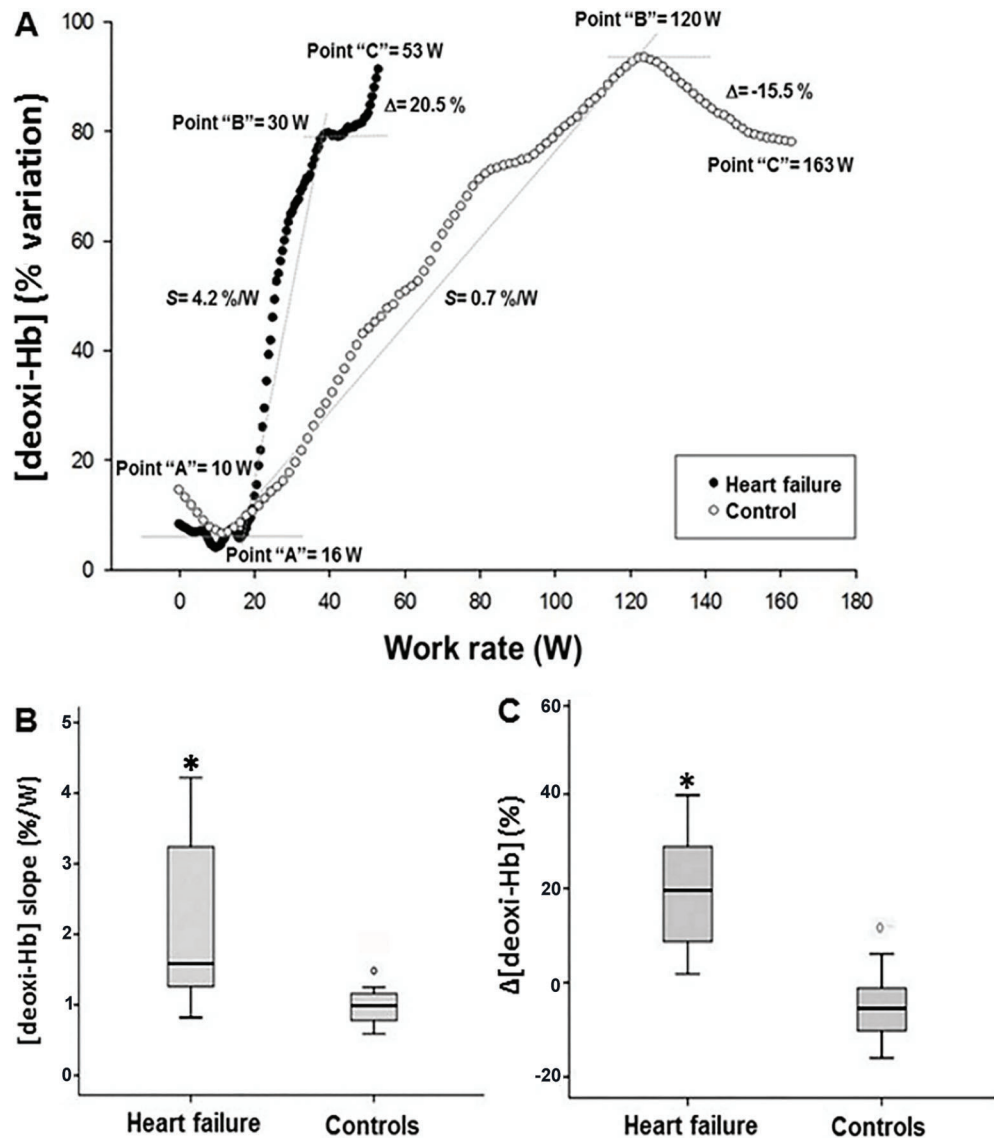 A
[deoxi-Hb] (% variation)
100
80
60
40
20
0
Point “C”= 53 W
Point “B”= 120 W
Δ= 20.5 %
Δ= -15.5 %
Point “B”= 30 W
Point “C”= 163 W
S= 4.2 %/W
S= 0.7 %/W
Point “A”= 10 W
Point “A”= 16 W
Heart failure
Control
0 20 40 60 80 100 120 140 160 180
Work rate (W)
B
[deoxi-Hb] slope (%/W)
5
4
3
2
1
0
*
Heart failure Controls
C
Δ[deoxi-Hb] (%)
60
40
20
0
-20
*
Heart failure Controls